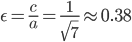 ϵ = c/a = 1/√7 ≈ 0.38